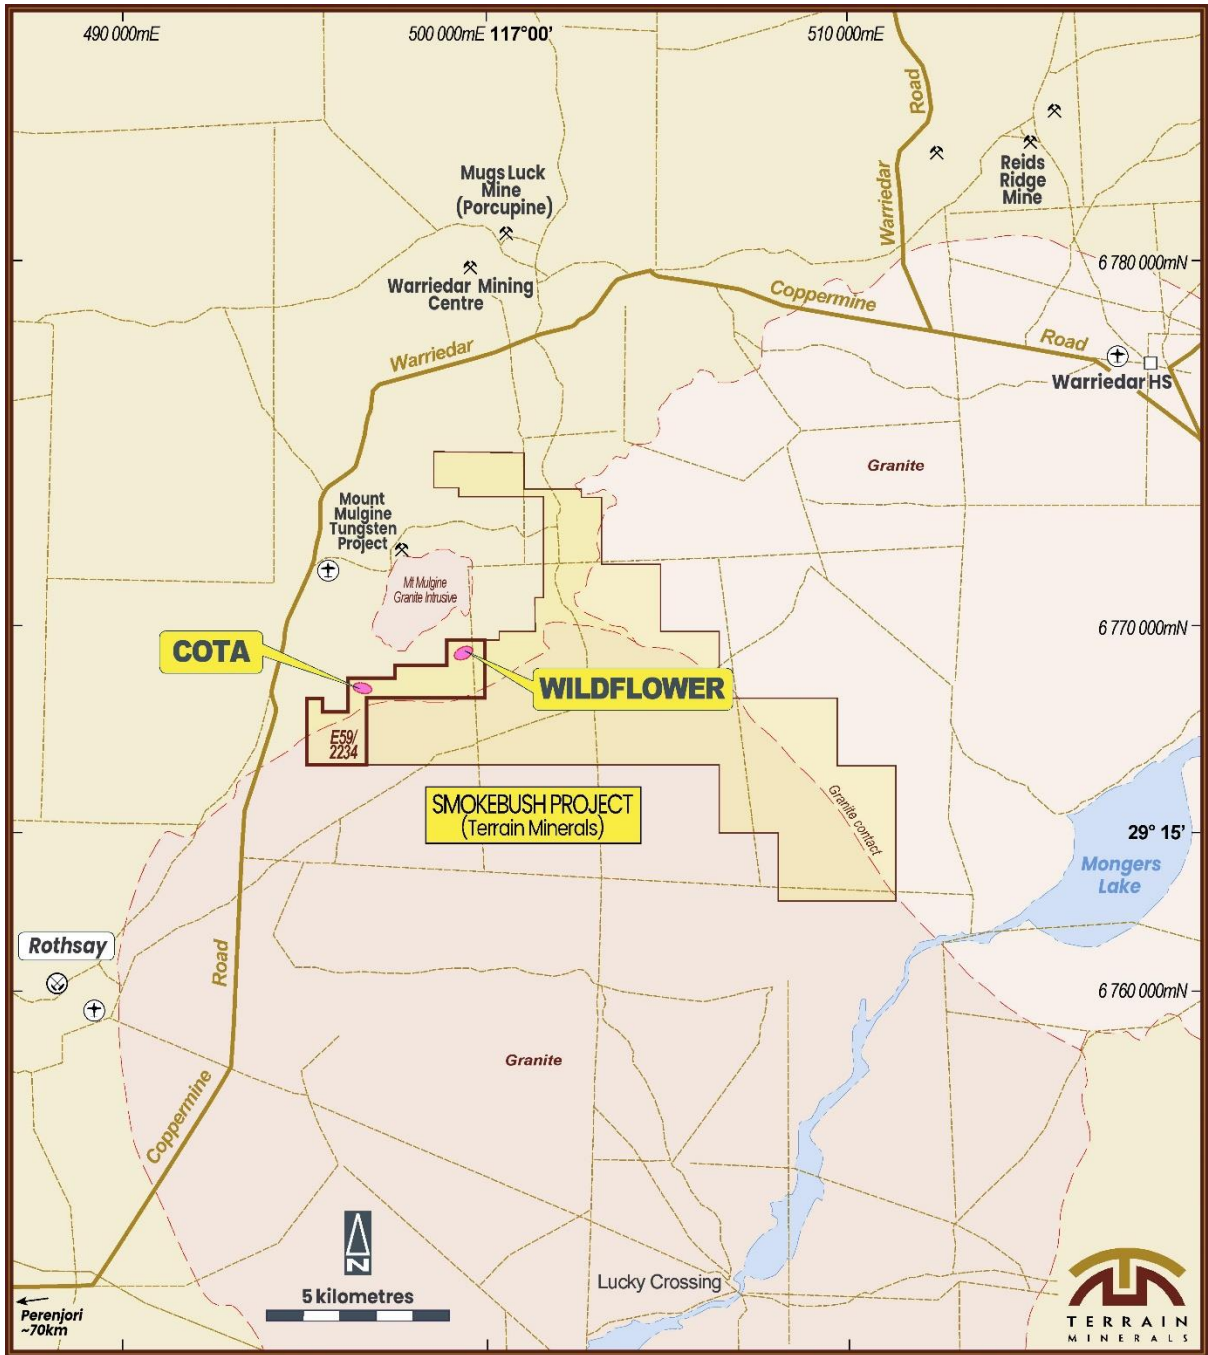 490 000mE
500 000mE 117°00'
510 000mE
Road
Warriedar
Reids
Ridge
Mine
Mugs Luck
Mine
(Porcupine)
Warriedar Mining
Centre
6 780 000mN
Coppermine
Road
Warriedar
Warriedar HS
Granite
Mount
Mulgine
Tungsten
Project
Mt Mulgine
Granite Intrusive
6 770 000mN
COTA
WILDFLOWER
E59/
2234
SMOKEBUSH PROJECT
(Terrain Minerals)
Granite contact
29° 15'
Mongers
Lake
Rothsay
Road
6 760 000mN
Granite
Coppermine
N
Lucky Crossing
5 kilometres
Perenjori
~70km
TERRAIN
MINERALS